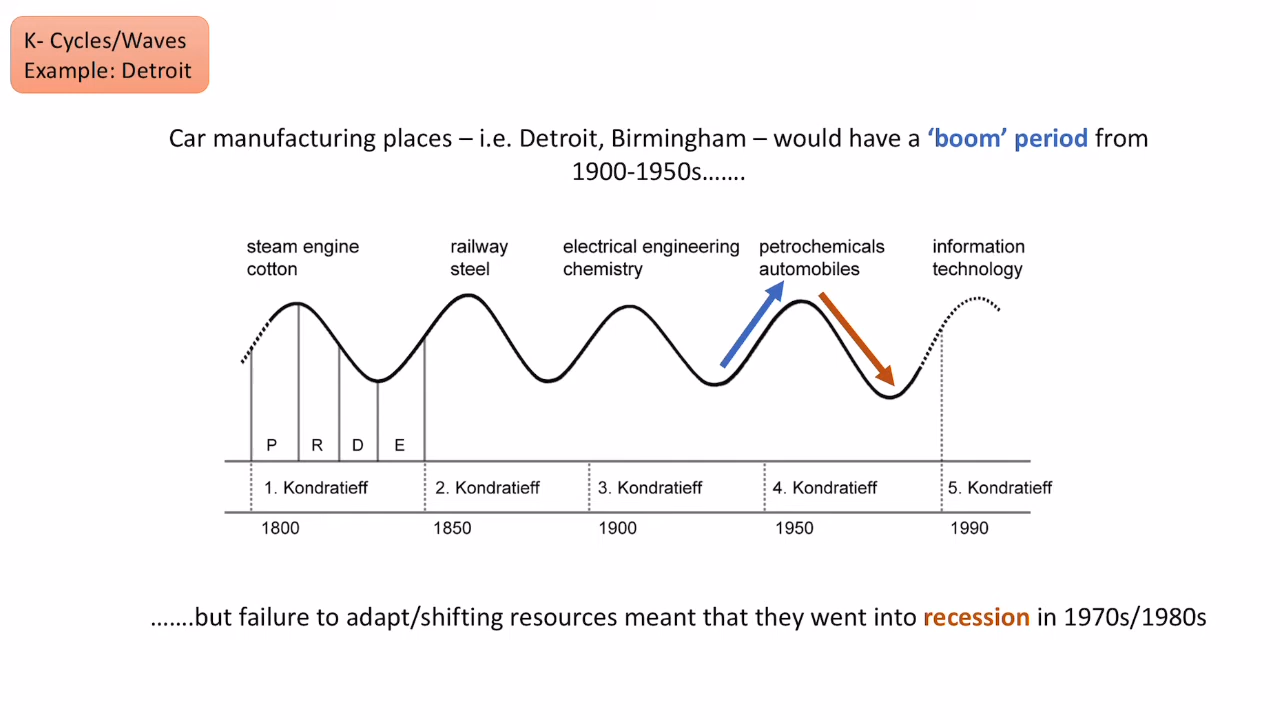 K- Cycles/Waves
Example: Detroit
Car manufacturing places – i.e. Detroit, Birmingham – would have a ‘boom’ period from
1900-1950s.......
steam engine
cotton
railway
steel
electrical engineering
chemistry
petrochemicals
automobiles
information
technology
P R D E
1. Kondratieff 2. Kondratieff 3. Kondratieff 4. Kondratieff 5. Kondratieff
1800 1850 1900 1950 1990
.......but failure to adapt/shifting resources meant that they went into recession in 1970s/1980s